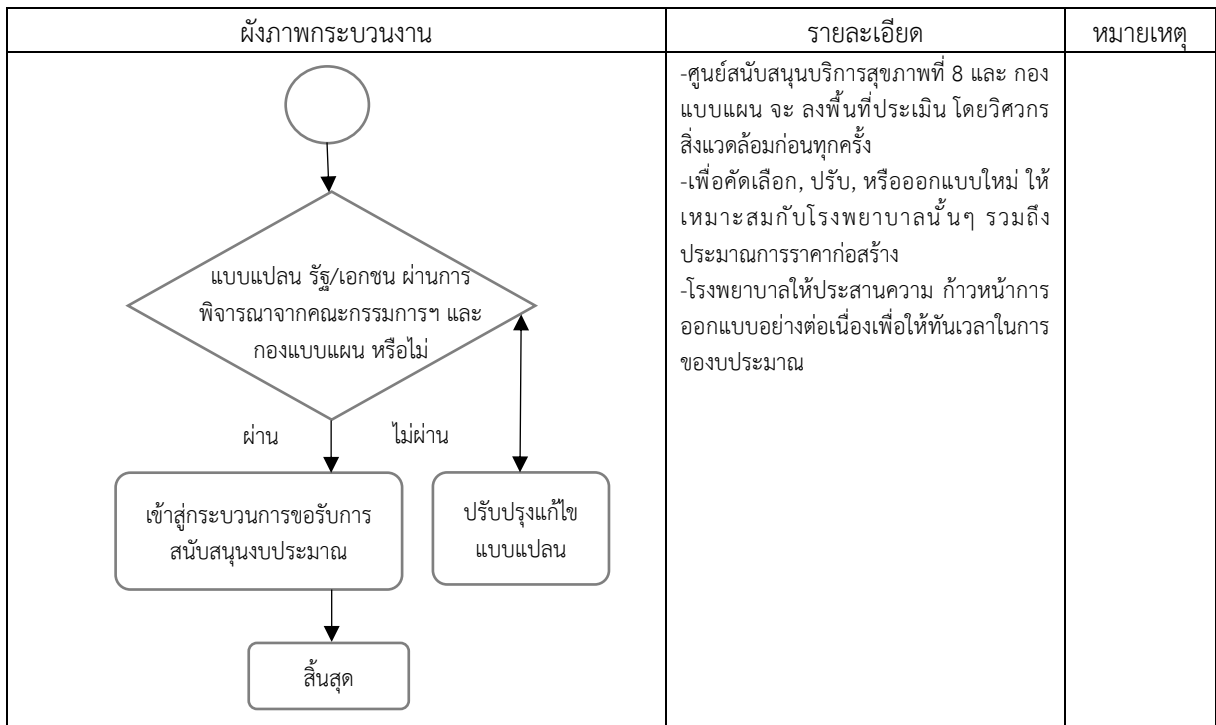 ผังภาพกระบวนงาน
รายละเอียด
หมายเหตุ
แบบแปลน รัฐ/เอกชน ผ่านการ
พิจารณาจากคณะกรรมการฯ และ
กองแบบแผน หรือไม่
ผ่าน
ไม่ผ่าน
เข้าสู่กระบวนการขอรับการ
สนับสนุนงบประมาณ
ปรับปรุงแก้ไข
แบบแปลน
สิ้นสุด
-ศูนย์สนับสนุนบริการสุขภาพที่ 8 และ กอง
แบบแผน จะ ลงพื้นที่ประเมิน โดยวิศวกร
สิ่งแวดล้อมก่อนทุกครั้ง
-เพื่อคัดเลือก, ปรับ, หรือออกแบบใหม่ ให้
เหมาะสมกับโรงพยาบาลนั้นๆ รวมถึง
ประมาณการราคาก่อสร้าง
-โรงพยาบาลให้ประสานความ ก้าวหน้าการ
ออกแบบอย่างต่อเนื่องเพื่อให้ทันเวลาในการ
ของบประมาณ